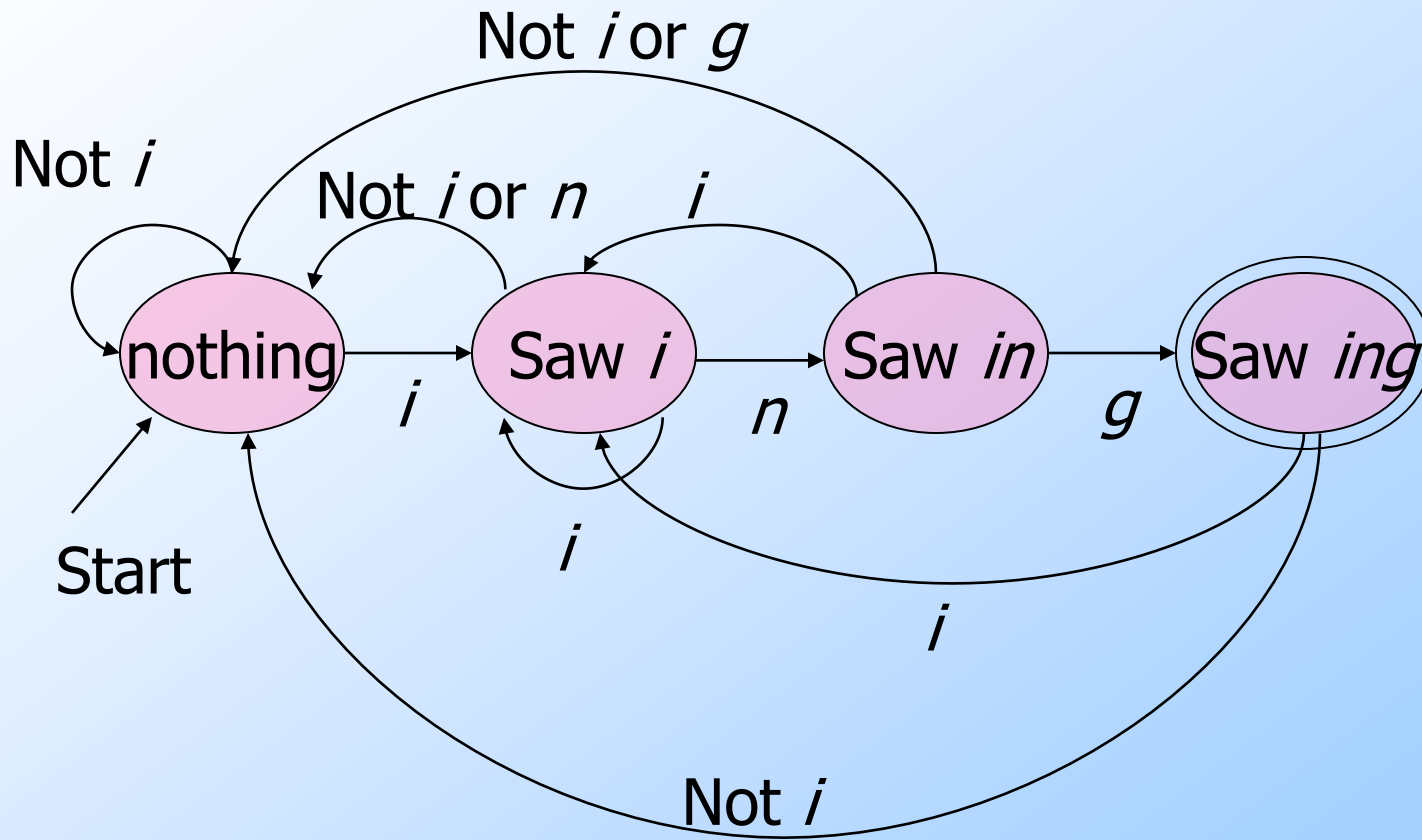 Not i or g
Not i
Not i or n
i
nothing
Saw i
Saw in
Saw ing
i
n
g
Start
i
i
Not i